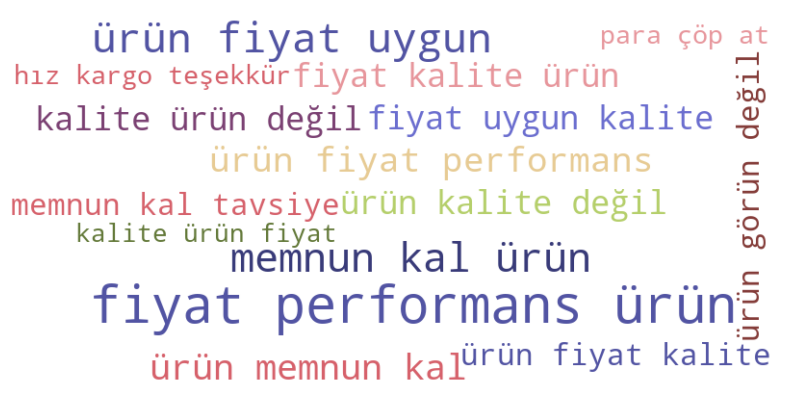 ürün fiyat uygun
para çöp at
hız kargo teşekkür
fiyat kalite ürün
kalite ürün değil
fiyat uygun kalite
ürün fiyat performans
memnun kal tavsiye
ürün kalite değil
kalite ürün fiyat
memnun kal ürün
fiyat performans ürün
ürün memnun kal
ürün fiyat kalite
ürün görün değil